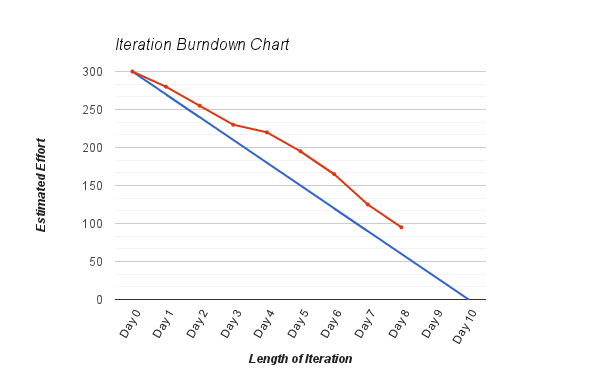 Iteration Burndown Chart
300
250
200
150
100
50
0
Estimated Effort
Day 0
Day 1
Day 2
Day 3
Day 4
Day 5
Day 6
Day 7
Day 8
Day 9
Day 10
Length of Iteration